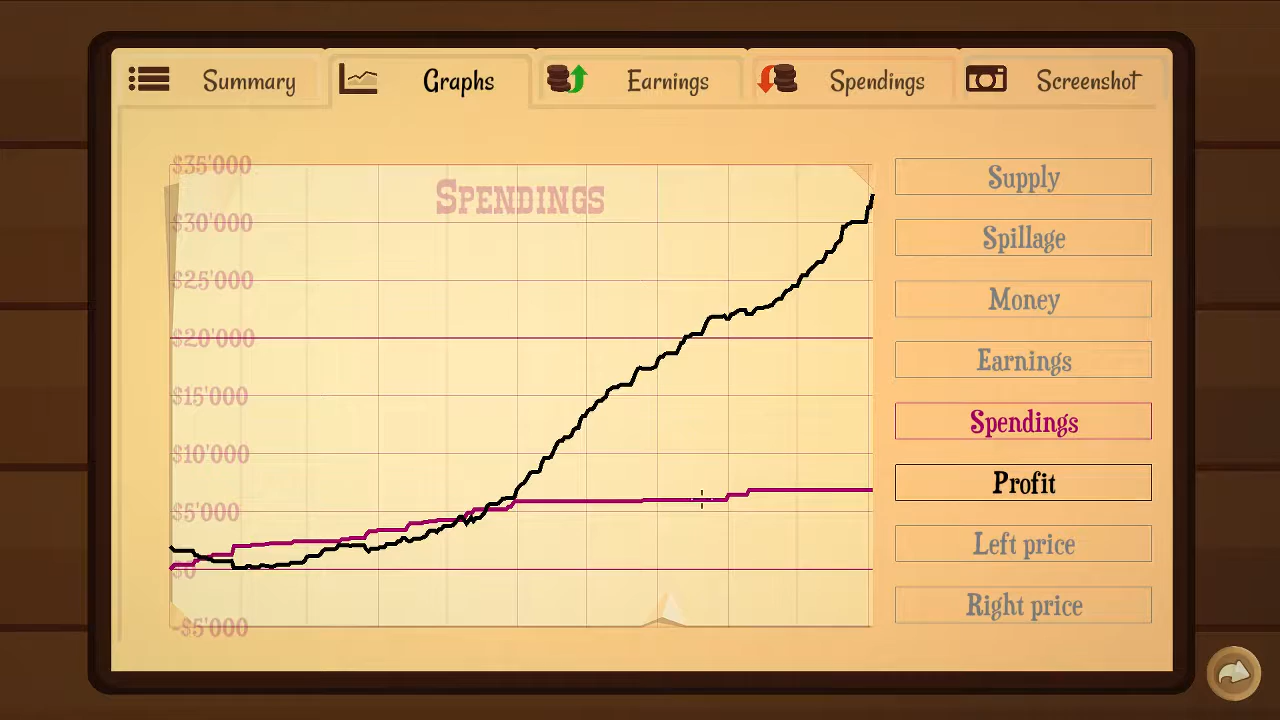 Summary
Graphs
Earnings
Spendings
Screenshot
Spendings
$35'000
$30'000
$25'000
$20'000
$15'000
$10'000
$5'000
$0
-$5'000
Supply
Spillage
Money
Earnings
Spendings
Profit
Left price
Right price